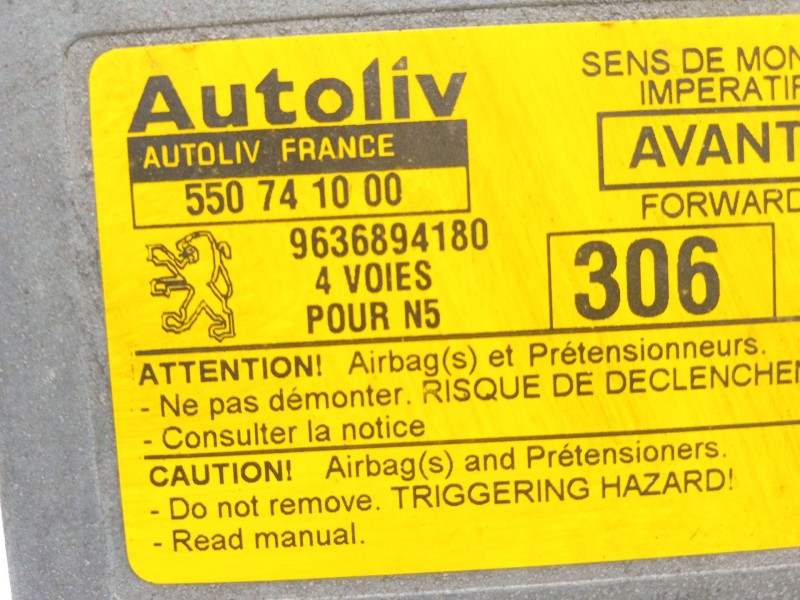 Autoliv
AUTOLIV FRANCE
550 74 10 00
9636894180
4 VOIES
POUR N5
SENS DE MON
IMPERATIF
AVANT
FORWARD
306
ATTENTION! Airbag(s) et Prétensionneurs.
- Ne pas démonter. RISQUE DE DECLENCHE
- Consulter la notice
CAUTION! Airbag(s) and Prétensioners.
- Do not remove. TRIGGERING HAZARD!
- Read manual.